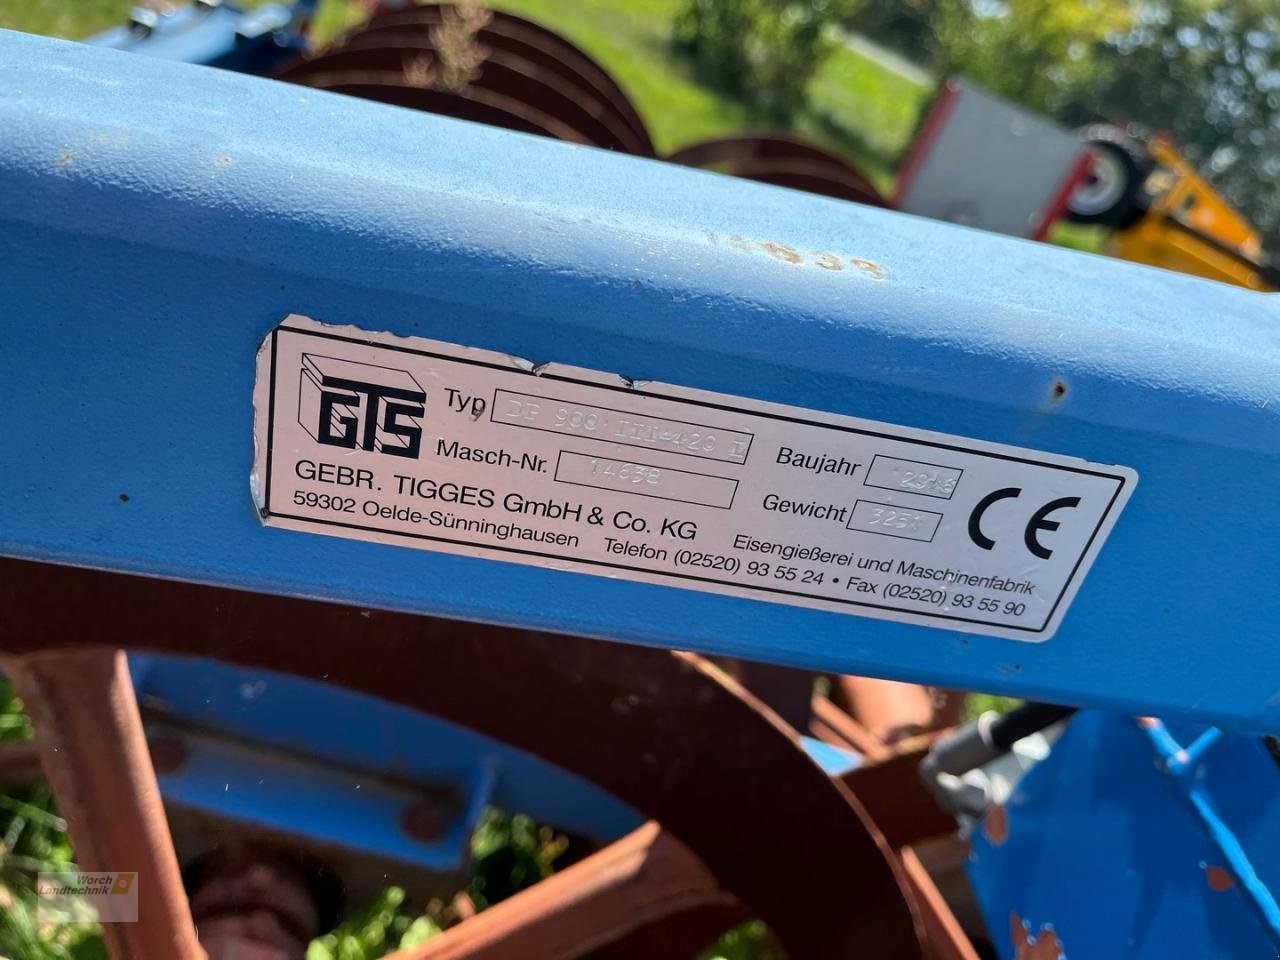 GTS
Typ DP 900 III-420 I
Masch-Nr. 14638
Baujahr
Gewicht
CE
GEBR. TIGGES GmbH & Co. KG
Eisengießerei und Maschinenfabrik
59302 Oelde-Sünninghausen Telefon (02520) 93 55 24 • Fax (02520) 93 55 90
Worch
Landtechnik